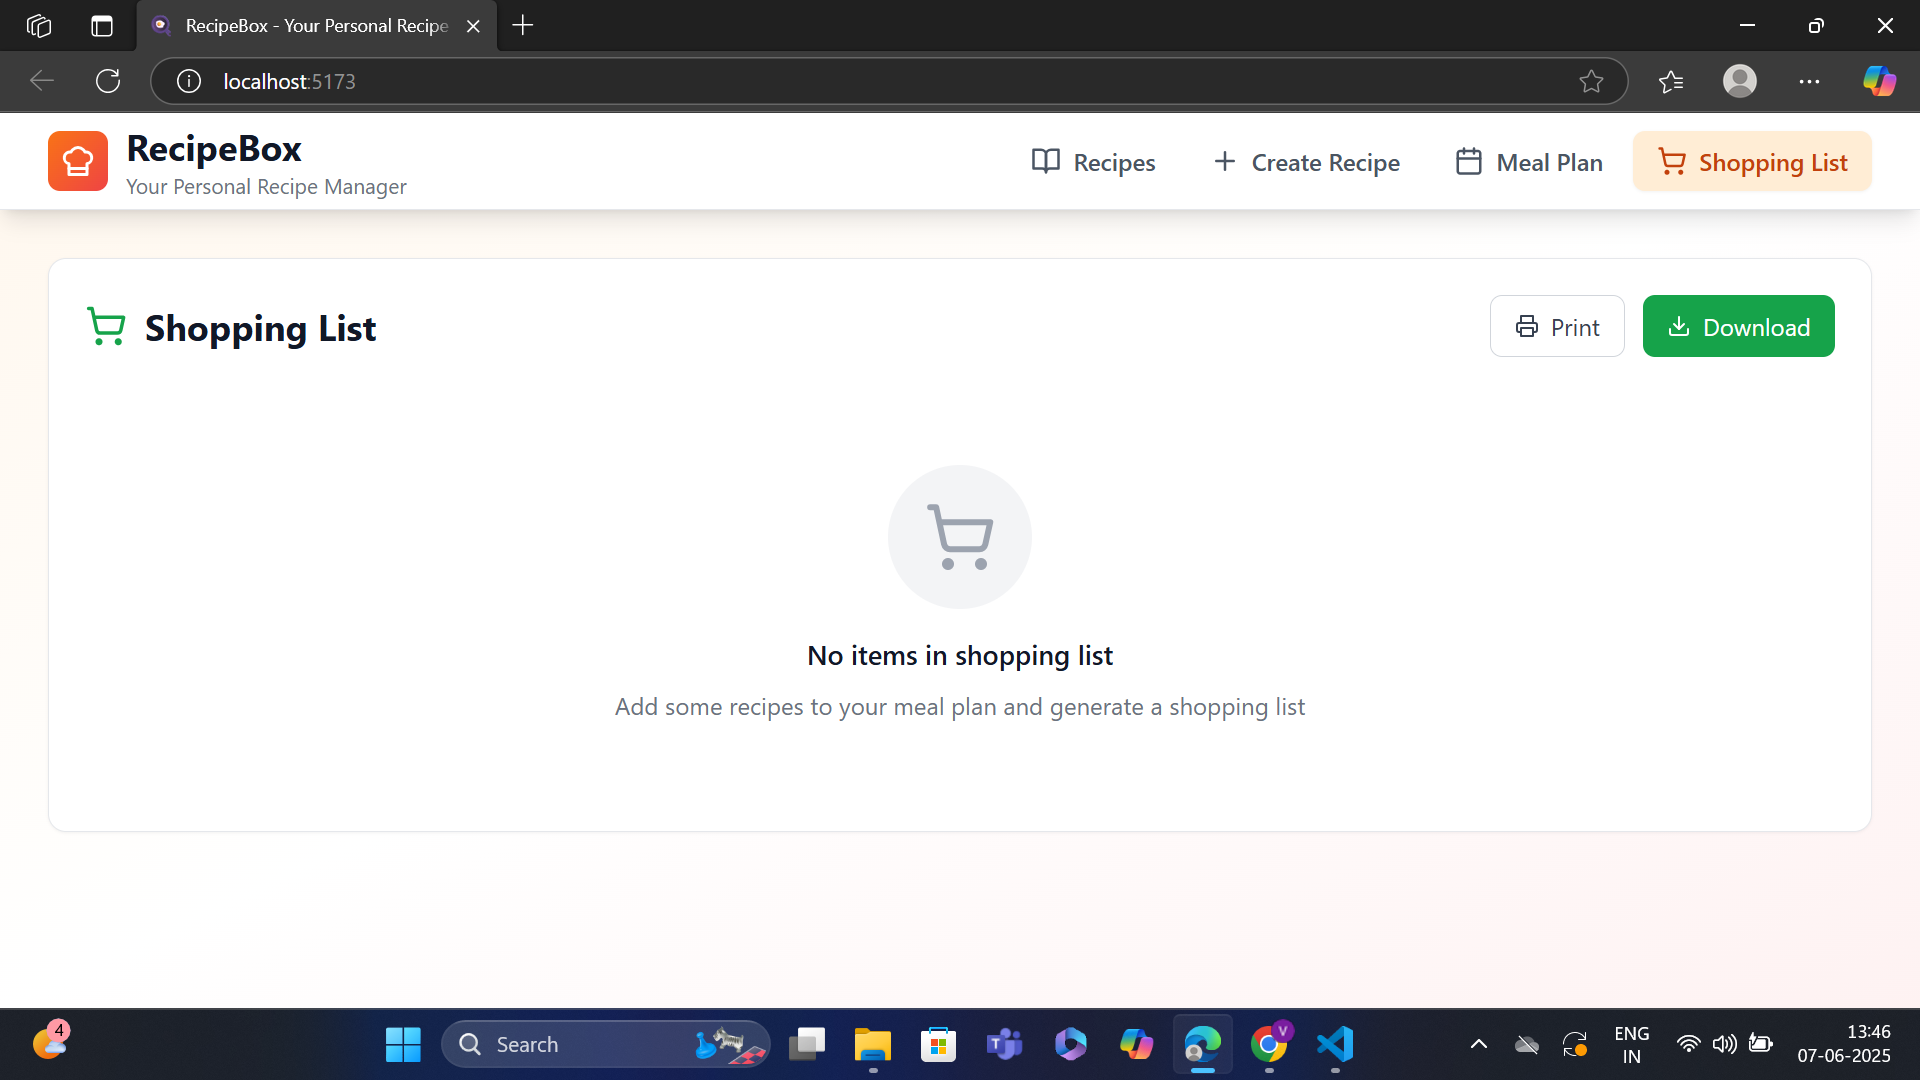 RecipeBox - Your Personal Recipe
localhost:5173
RecipeBox
Your Personal Recipe Manager
Recipes
Create Recipe
Meal Plan
Shopping List
Shopping List
Print
Download
No items in shopping list
Add some recipes to your meal plan and generate a shopping list
4
Search
T
V
ENG
IN
13:46
07-06-2025